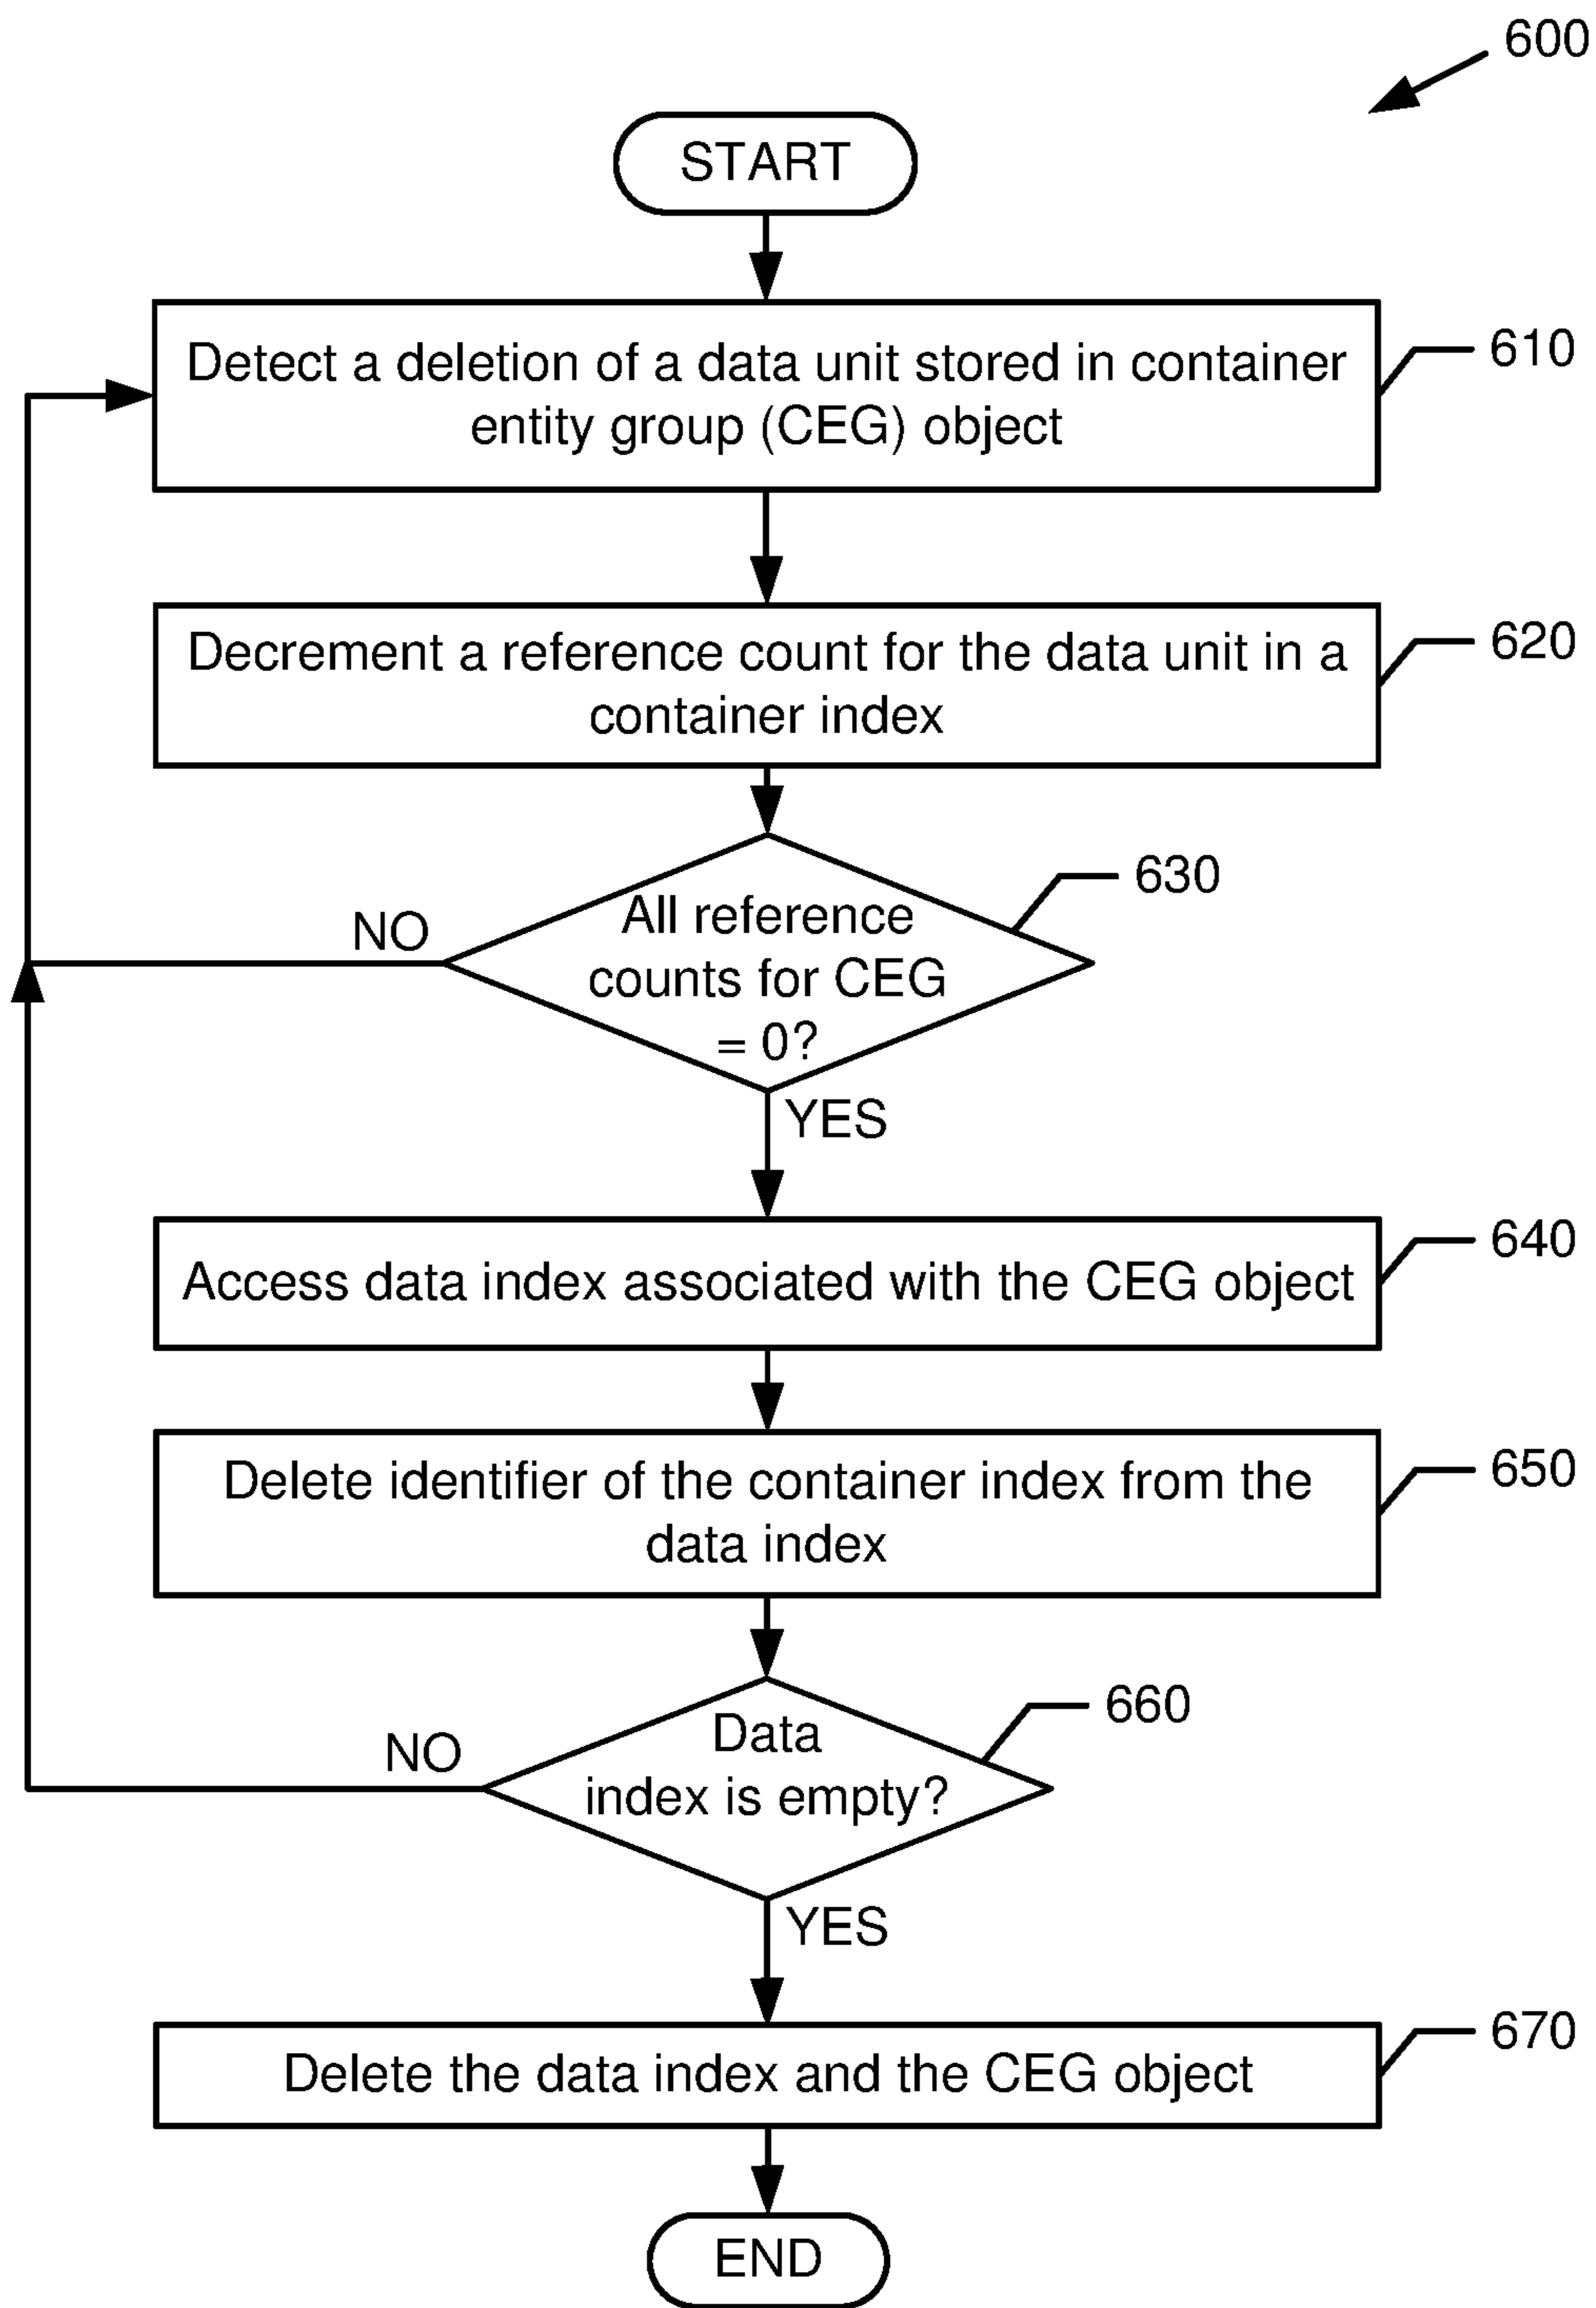 600
START
Detect a deletion of a data unit stored in container
entity group (CEG) object
610
Decrement a reference count for the data unit in a
container index
620
All reference
counts for CEG
= 0?
630
NO
YES
Access data index associated with the CEG object
640
Delete identifier of the container index from the
data index
650
Data
index is empty?
660
NO
YES
Delete the data index and the CEG object
670
END